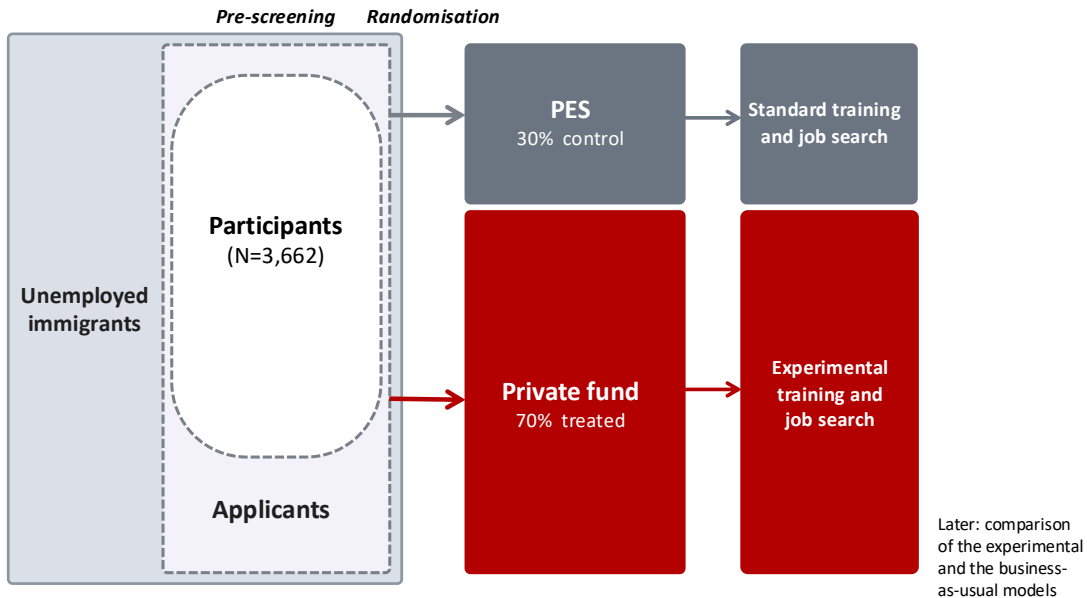 Pre-screening
Randomisation
Unemployed
immigrants
Participants
(N=3,662)
Applicants
PES
30% control
Standard training
and job search
Private fund
70% treated
Experimental
training and
job search
Later: comparison
of the experimental
and the business-
as-usual models